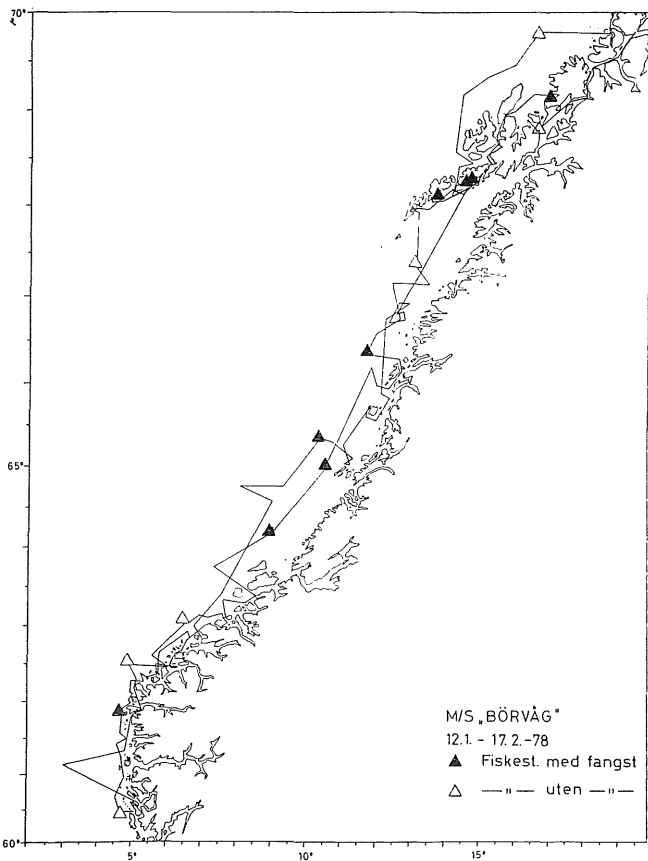 70°
65°
60°
5°
10°
15°
M/S „BÖRVÅG"
12.1. - 17.2.-78
▲ Fiskest. med fangst
△ —„— uten —„—